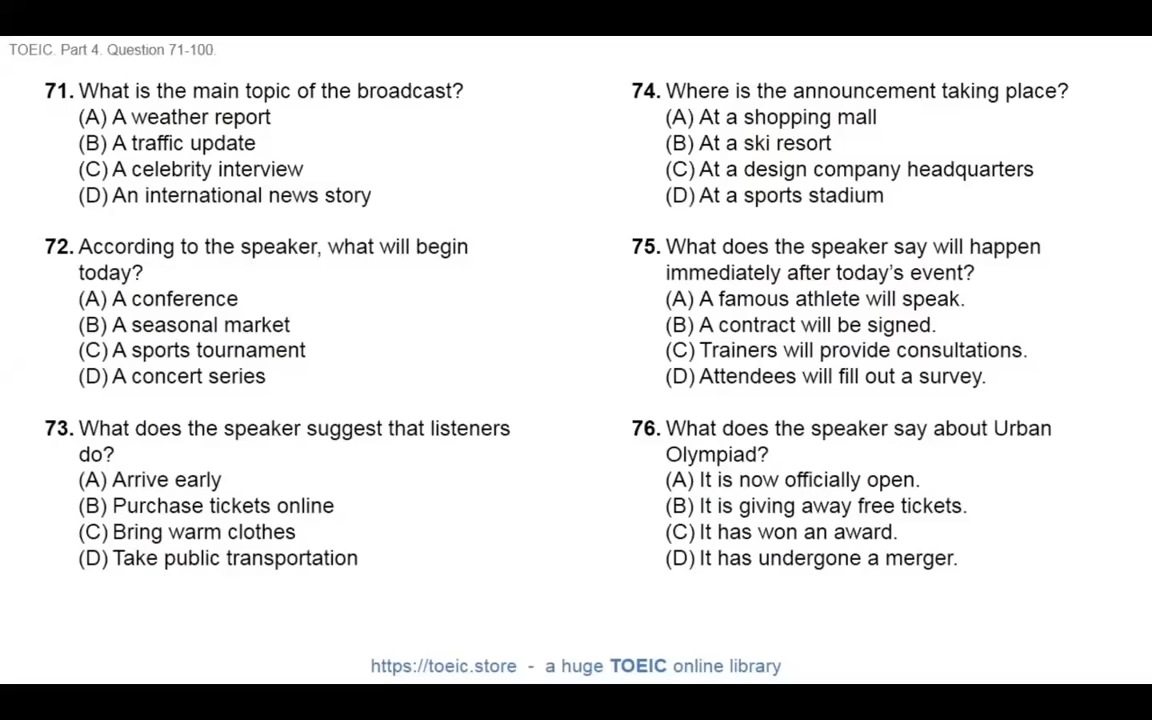 TOEIC. Part 4. Question 71-100.
71. What is the main topic of the broadcast?
(A) A weather report
(B) A traffic update
(C) A celebrity interview
(D) An international news story
72. According to the speaker, what will begin
today?
(A) A conference
(B) A seasonal market
(C) A sports tournament
(D) A concert series
73. What does the speaker suggest that listeners
do?
(A) Arrive early
(B) Purchase tickets online
(C) Bring warm clothes
(D) Take public transportation
74. Where is the announcement taking place?
(A) At a shopping mall
(B) At a ski resort
(C) At a design company headquarters
(D) At a sports stadium
75. What does the speaker say will happen
immediately after today's event?
(A) A famous athlete will speak.
(B) A contract will be signed.
(C) Trainers will provide consultations.
(D) Attendees will fill out a survey.
76. What does the speaker say about Urban
Olympiad?
(A) It is now officially open.
(B) It is giving away free tickets.
(C) It has won an award.
(D) It has undergone a merger.
https://toeic.store - a huge TOEIC online library